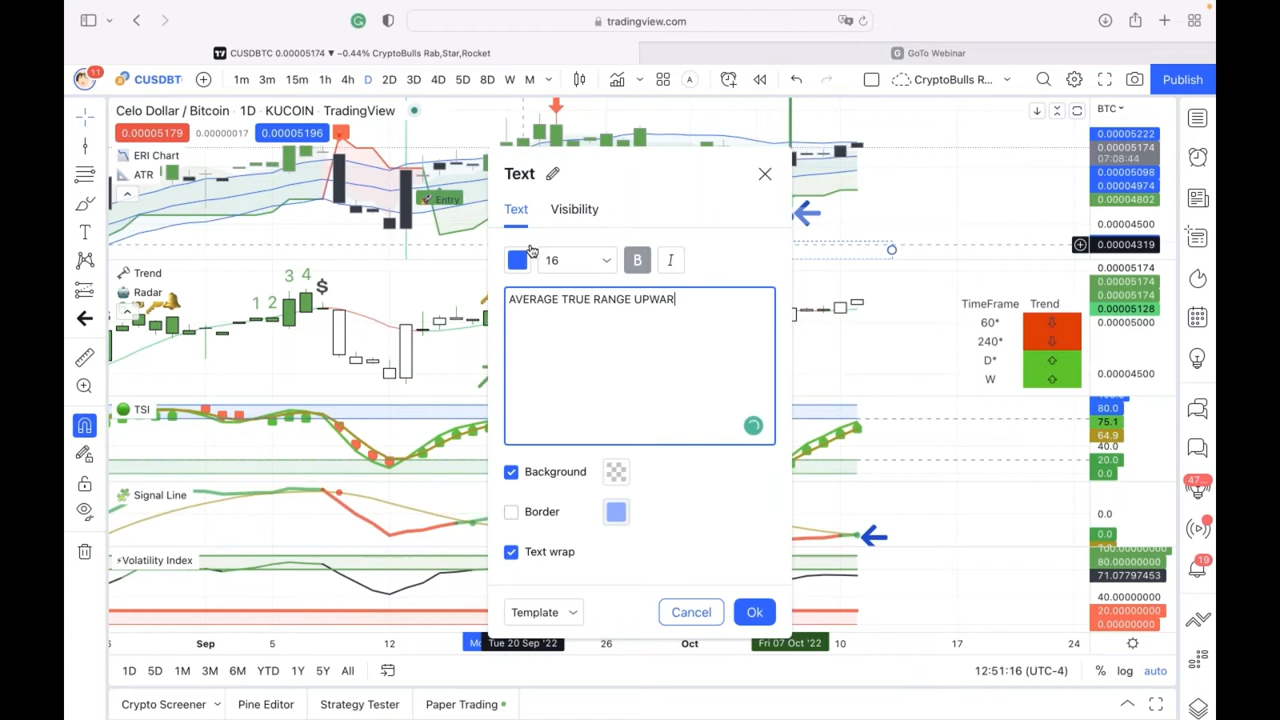 tradingview.com
CUSDBTC 0.00005174 ▼ −0.44% CryptoBulls Rab,Star,Rocket
G GoTo Webinar
11 CUSDBT 1m 3m 15m 1h 4h D 2D 3D 4D 5D 8D W M A CryptoBulls R... Publish
Celo Dollar / Bitcoin · 1D · KUCOIN · TradingView
BTC
0.00005179 0.00000017 0.00005196
0.00005222
0.00005174
07:08:44
0.00005098
0.00004974
0.00004802
0.00004500
0.00004319
ERI Chart
ATR
Entry
Text
Text Visibility
16 B I
AVERAGE TRUE RANGE UPWAR
Background
Border
Text wrap
Template Cancel Ok
Trend
Radar
1 2 3 4 $
0.00005174
0.00005174
0.00005128
0.00005000
0.00004500
TimeFrame Trend
60*
240*
D*
W
TSI
80.0
75.1
64.9
40.0
20.0
0.0
Signal Line
0.0
0.0
47...
19
⚡Volatility Index
100.00000000
80.00000000
71.07797453
40.00000000
20.00000000
0.00000000
Sep 5 12 Mo Tue 20 Sep '22 26 Oct Fri 07 Oct '22 10 17 24
1D 5D 1M 3M 6M YTD 1Y 5Y All 12:51:16 (UTC-4) % log auto
Crypto Screener Pine Editor Strategy Tester Paper Trading